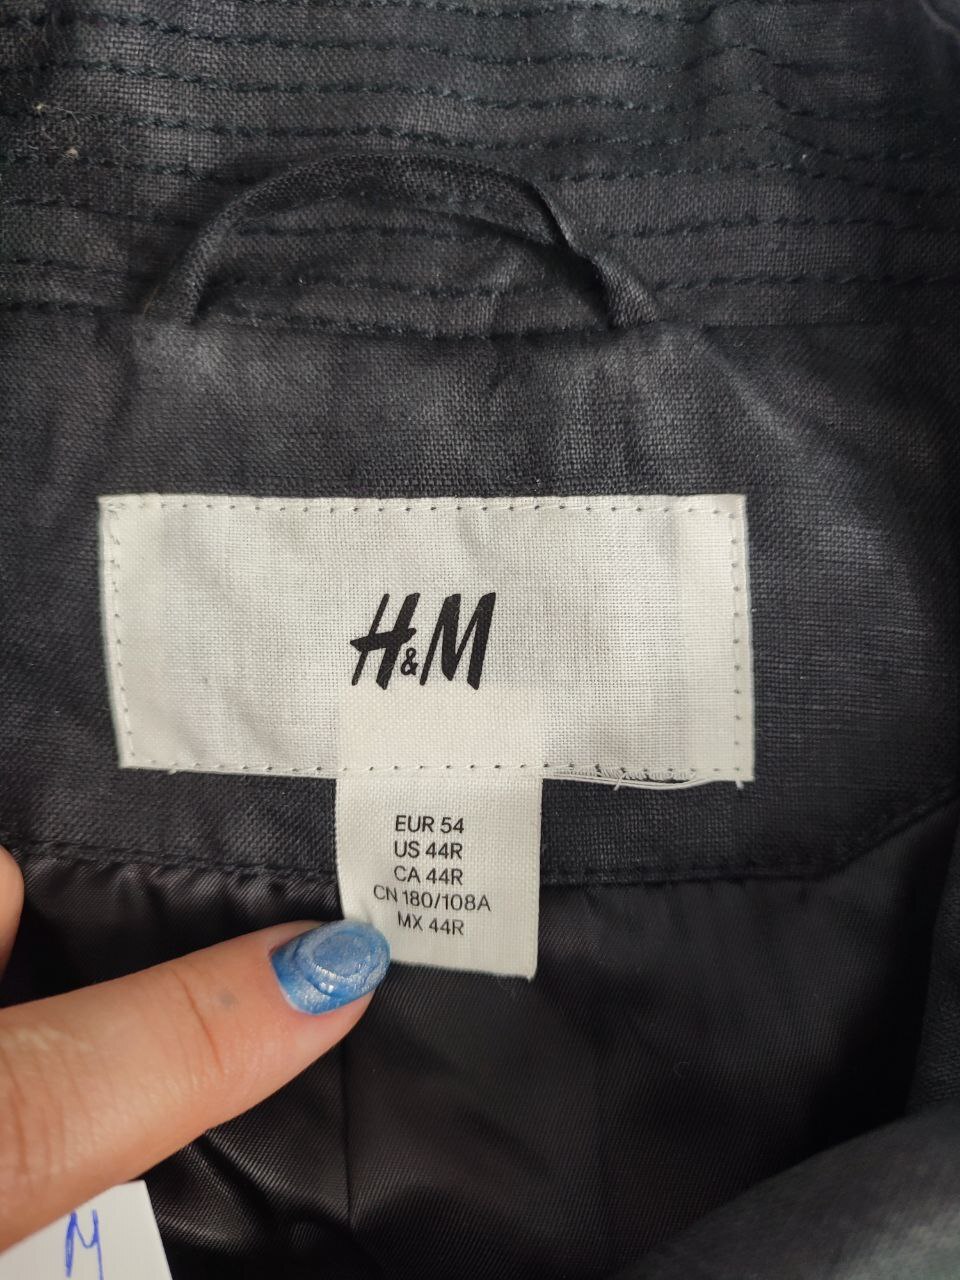 H&M
EUR 54
US 44R
CA 44R
CN 180/108A
MX 44R